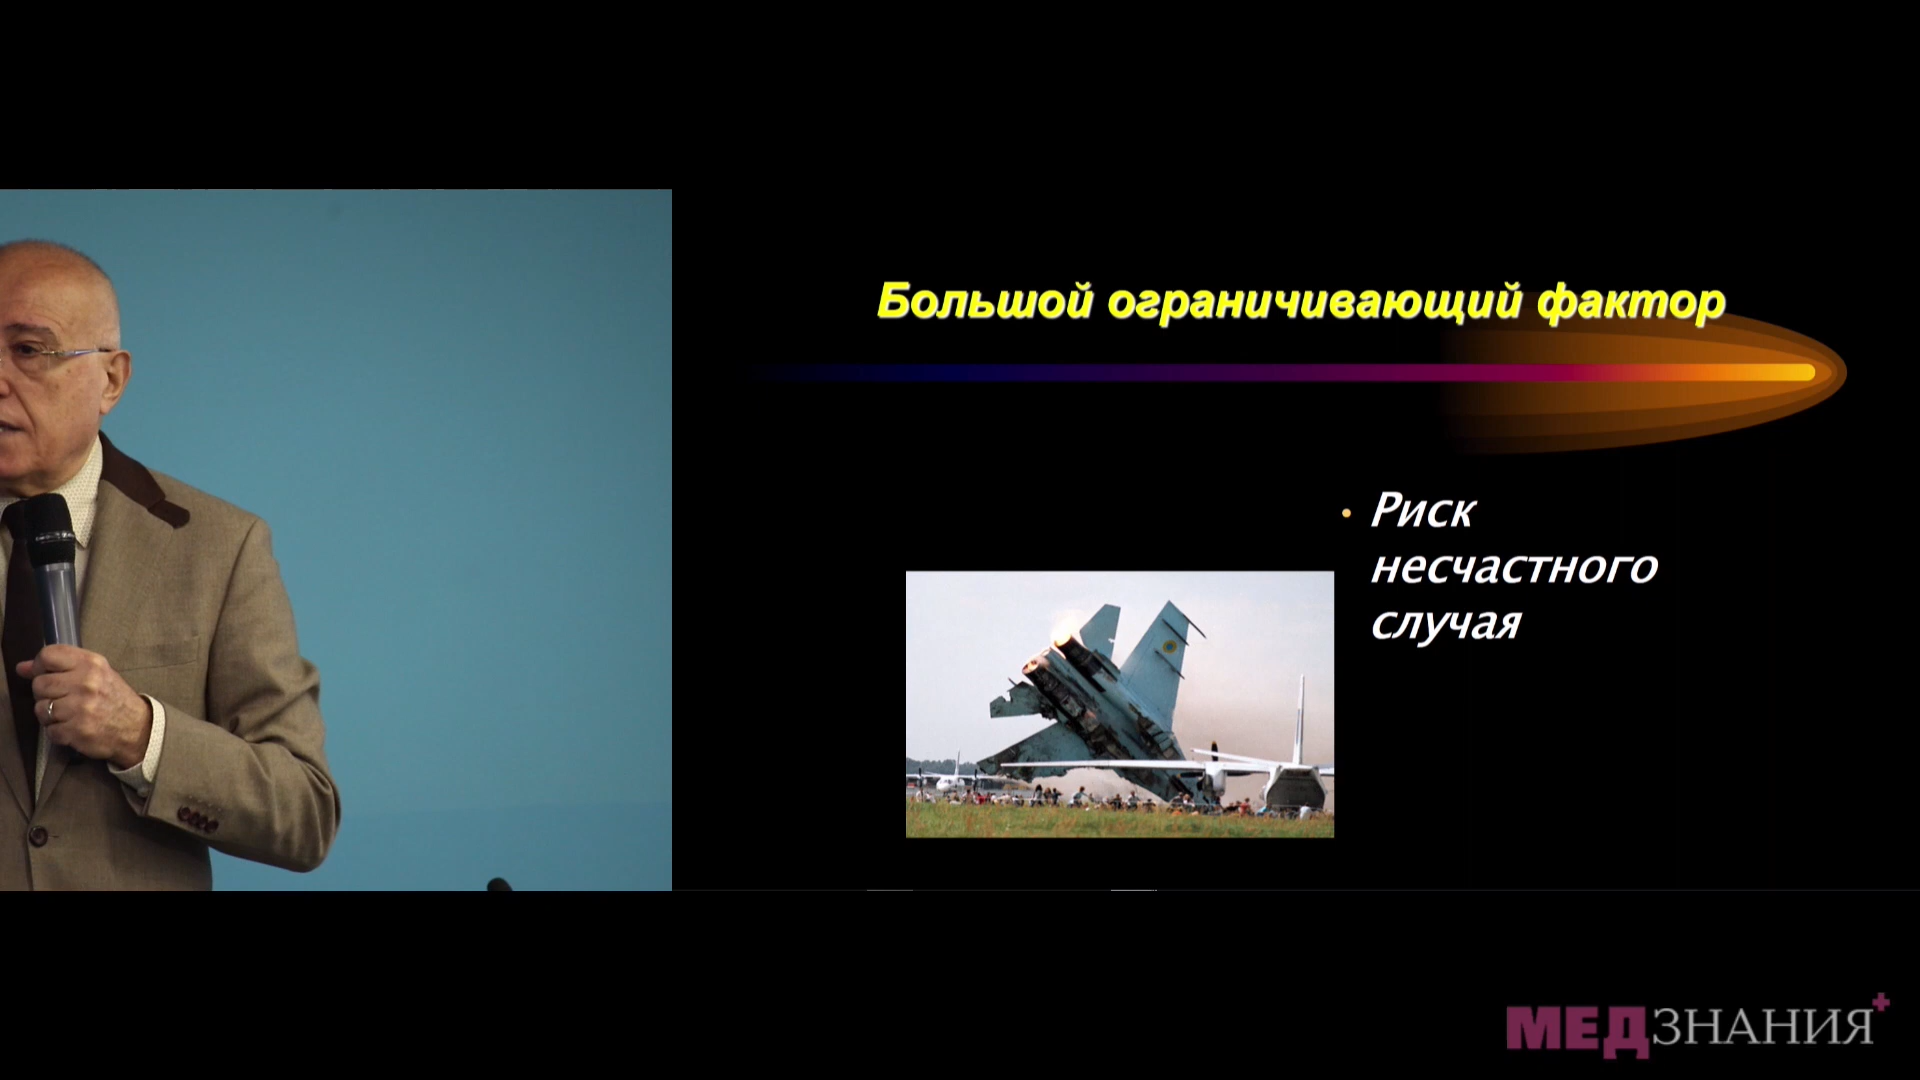 Большой ограничивающий фактор
• Риск
несчастного
случая
МЕДЗНАНИЯ+